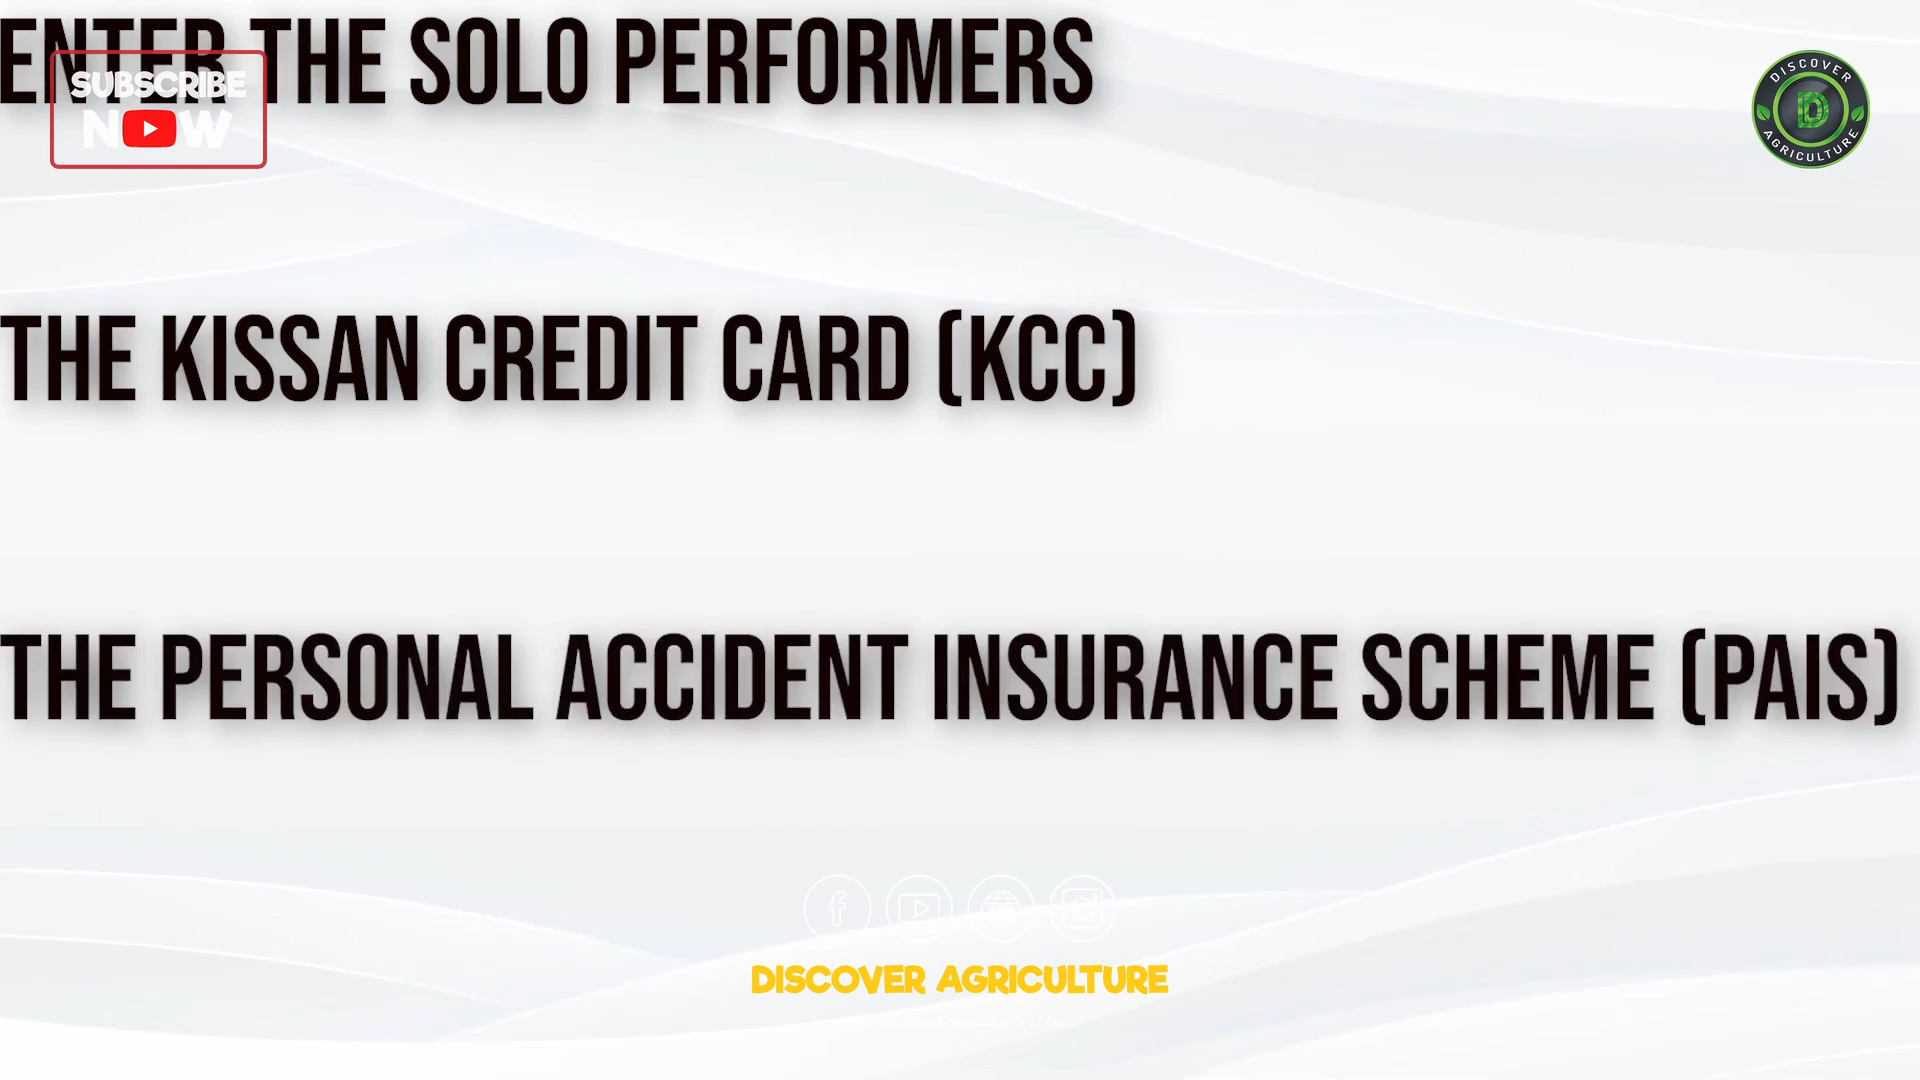 ENTER THE SOLO PERFORMERS
SUBSCRIBE
NOW
DISCOVER
D
AGRICULTURE
THE KISSAN CREDIT CARD (KCC)
THE PERSONAL ACCIDENT INSURANCE SCHEME (PAIS)
DISCOVER AGRICULTURE